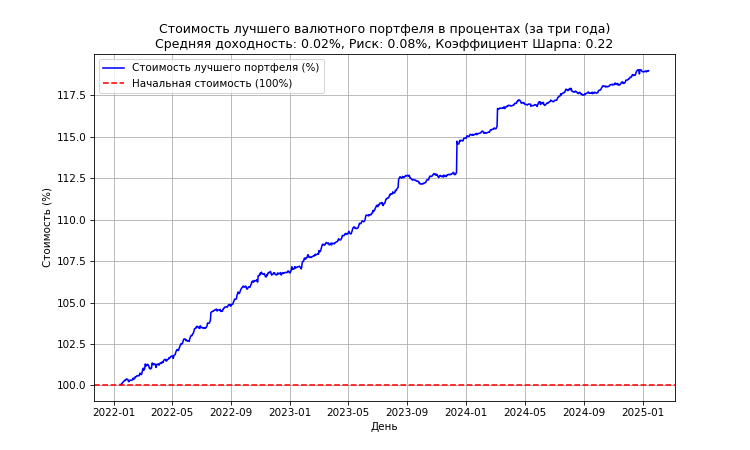 Стоимость лучшего валютного портфеля в процентах (за три года)
Средняя доходность: 0.02%, Риск: 0.08%, Коэффициент Шарпа: 0.22
Стоимость лучшего портфеля (%)
Начальная стоимость (100%)
Стоимость (%)
117.5
115.0
112.5
110.0
107.5
105.0
102.5
100.0
2022-01 2022-05 2022-09 2023-01 2023-05 2023-09 2024-01 2024-05 2024-09 2025-01
День